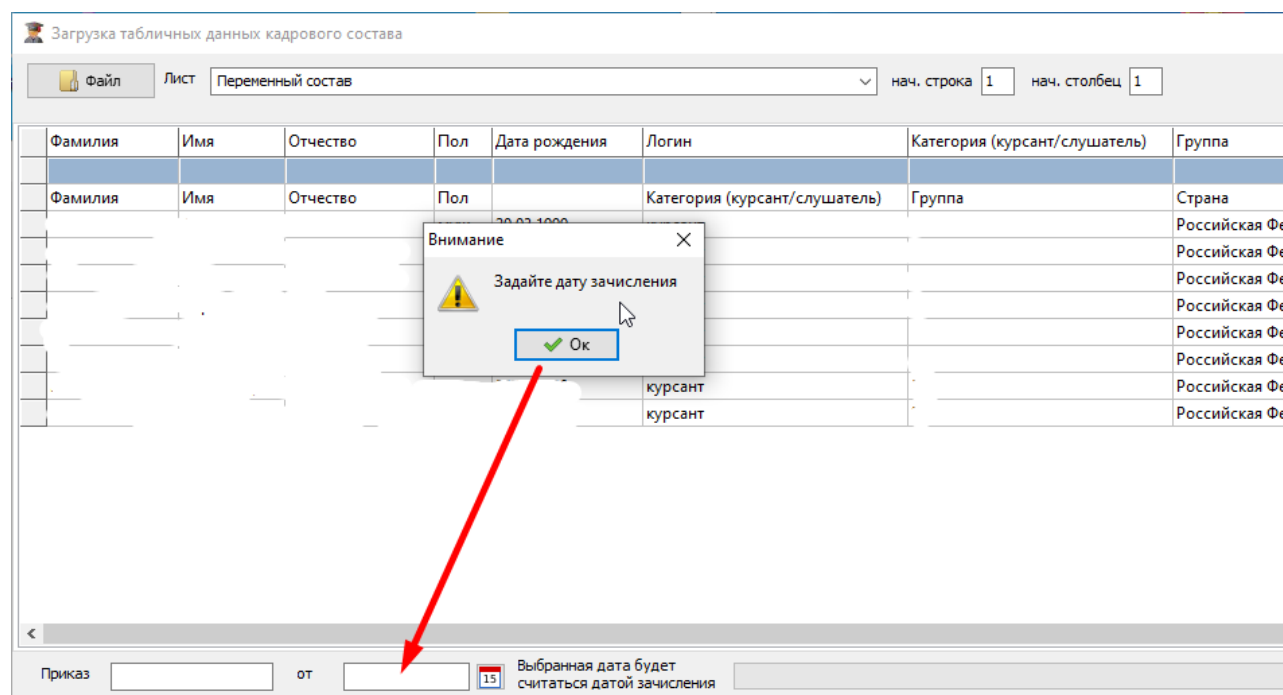 Загрузка табличных данных кадрового состава
Файл Лист Переменный состав нач. строка 1 нач. столбец 1
Фамилия Имя Отчество Пол Дата рождения Логин Категория (курсант/слушатель) Группа
Фамилия Имя Отчество Пол Категория (курсант/слушатель) Группа Страна
Российская Фе
Внимание
Российская Фе
Задайте дату зачисления
Российская Фе
Российская Фе
Ок
Российская Фе
Российская Фе
курсант Российская Фе
курсант Российская Фе
Приказ от 15 Выбранная дата будет
считаться датой зачисления